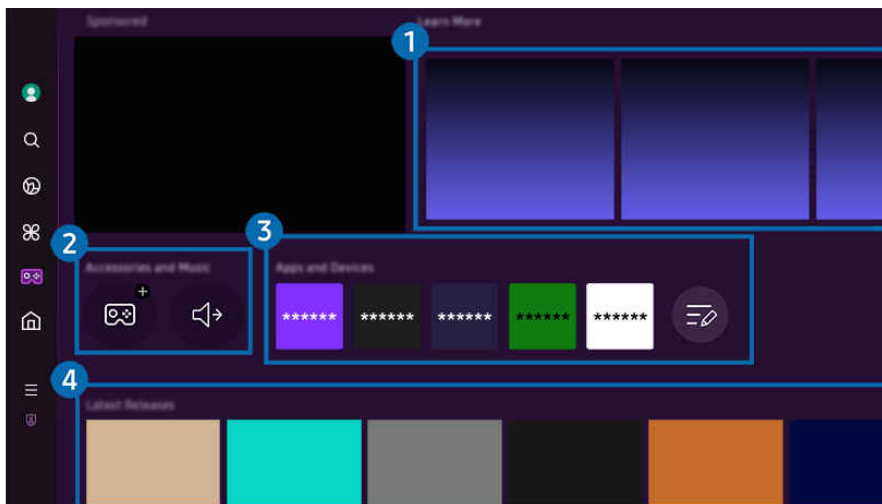 Sponsored
Learn More
1
2
3
Accessories and Music
Apps and Devices
****** ****** ****** ****** ******
4
Latest Releases